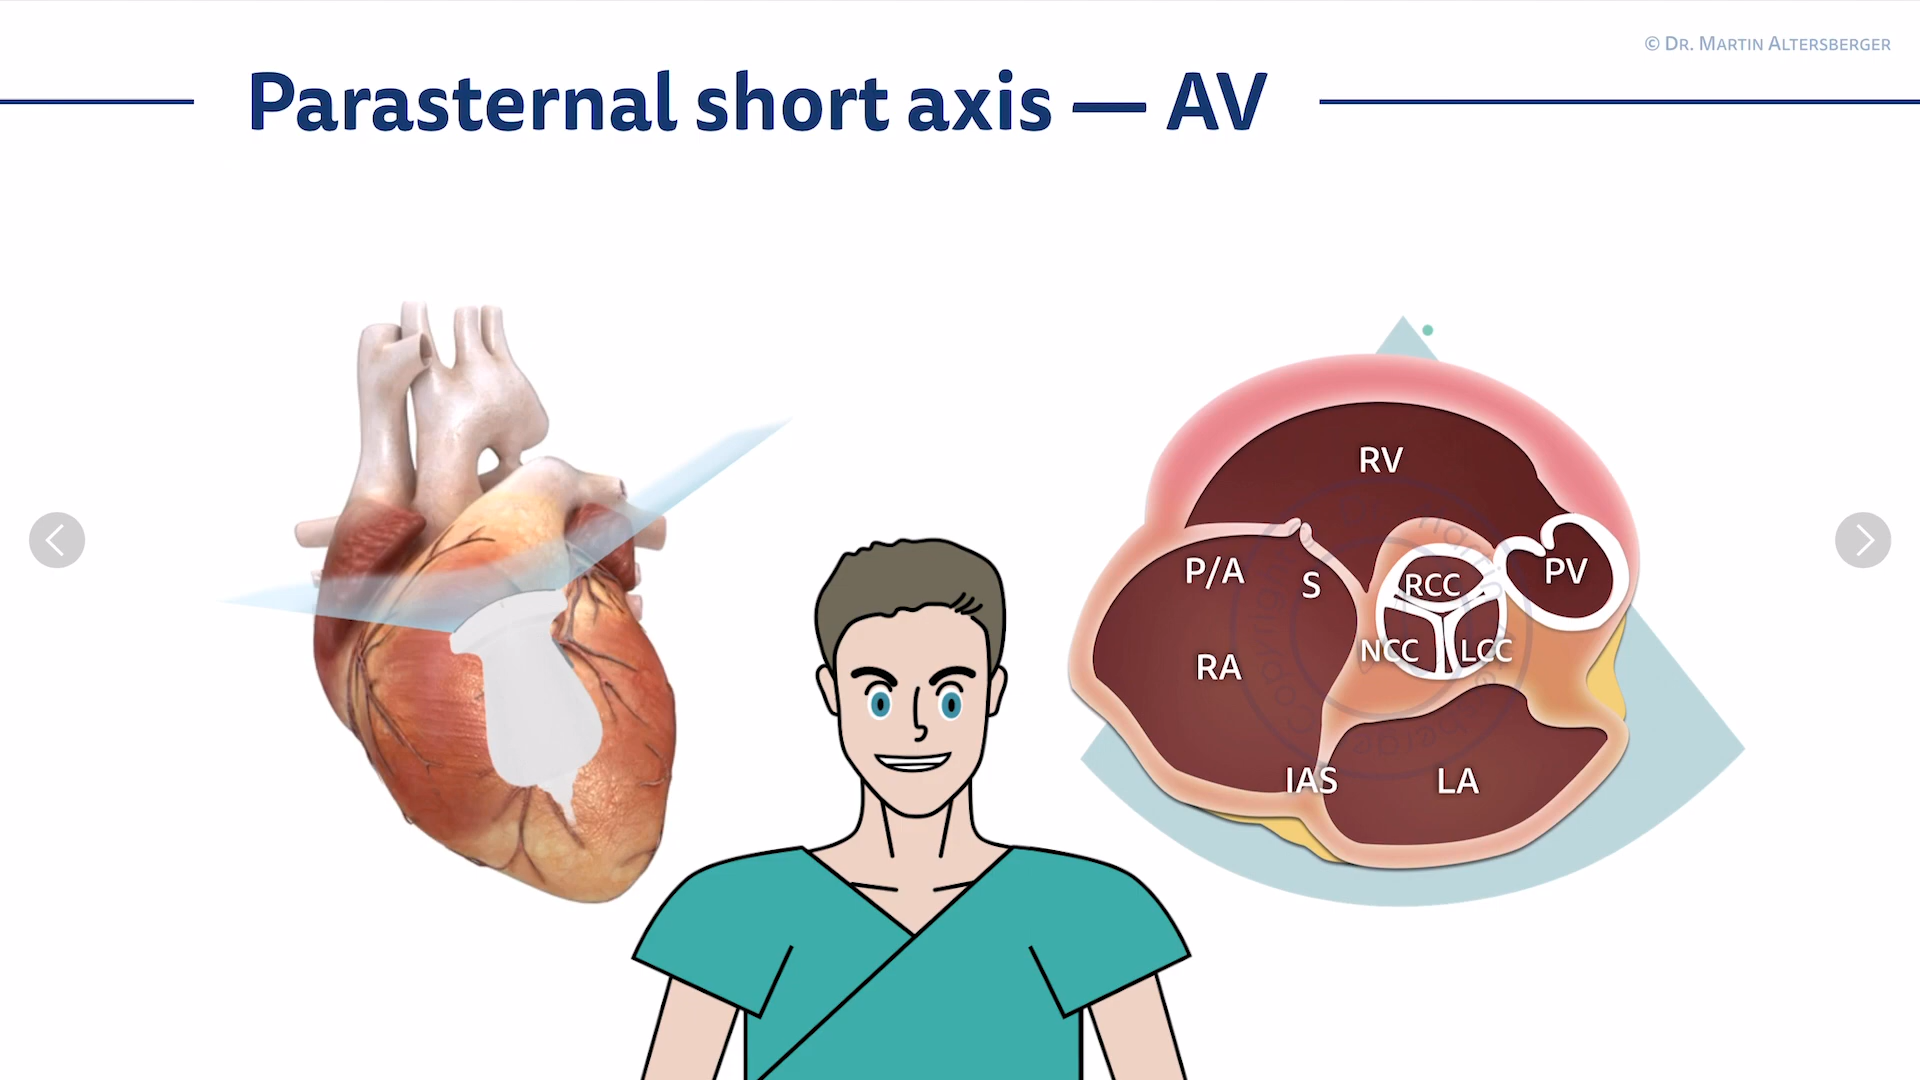 © Dr. Martin Altersberger
Parasternal short axis — AV
RV
P/A
S
RCC
PV
NCC
LCC
RA
IAS
LA